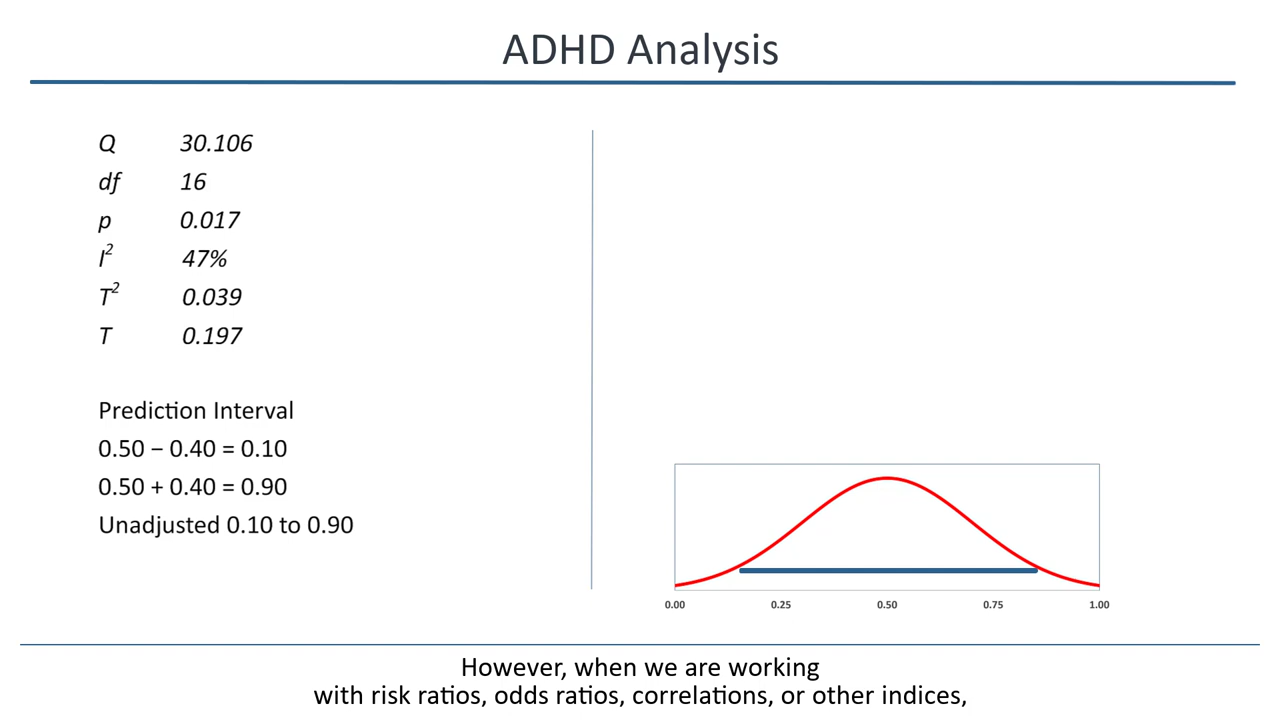 ADHD Analysis
Q 30.106
df 16
p 0.017
I² 47%
T² 0.039
T 0.197
Prediction Interval
0.50 − 0.40 = 0.10
0.50 + 0.40 = 0.90
Unadjusted 0.10 to 0.90
0.00 0.25 0.50 0.75 1.00
However, when we are working
with risk ratios, odds ratios, correlations, or other indices,